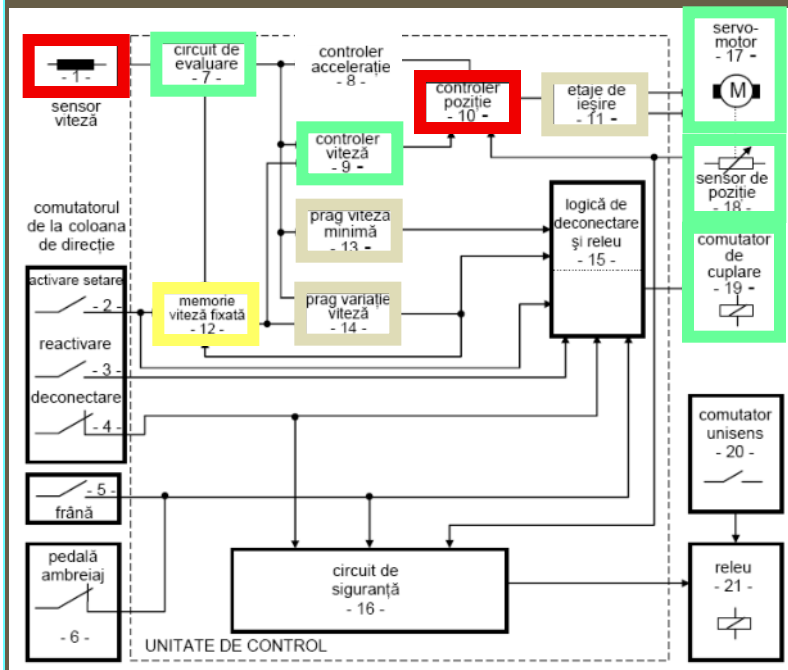 - 1 -
sensor
viteză
circuit de
evaluare
- 7 -
controler
accelerație
- 8 -
controler
poziție
- 10 -
etaje de
ieșire
- 11 -
servo-
motor
- 17 -
M
controler
viteză
- 9 -
sensor de
poziție
- 18 -
comutatorul
de la coloana
de direcție
prag viteza
minimă
- 13 -
logică de
deconectare
și releu
- 15 -
comutator
de
cuplare
- 19 -
activare setare
- 2 -
memorie
viteză fixată
- 12 -
prag variație
viteză
- 14 -
reactivare
- 3 -
deconectare
- 4 -
comutator
unisens
- 20 -
- 5 -
frână
pedală
ambreiaj
- 6 -
circuit de
siguranță
- 16 -
releu
- 21 -
UNITATE DE CONTROL